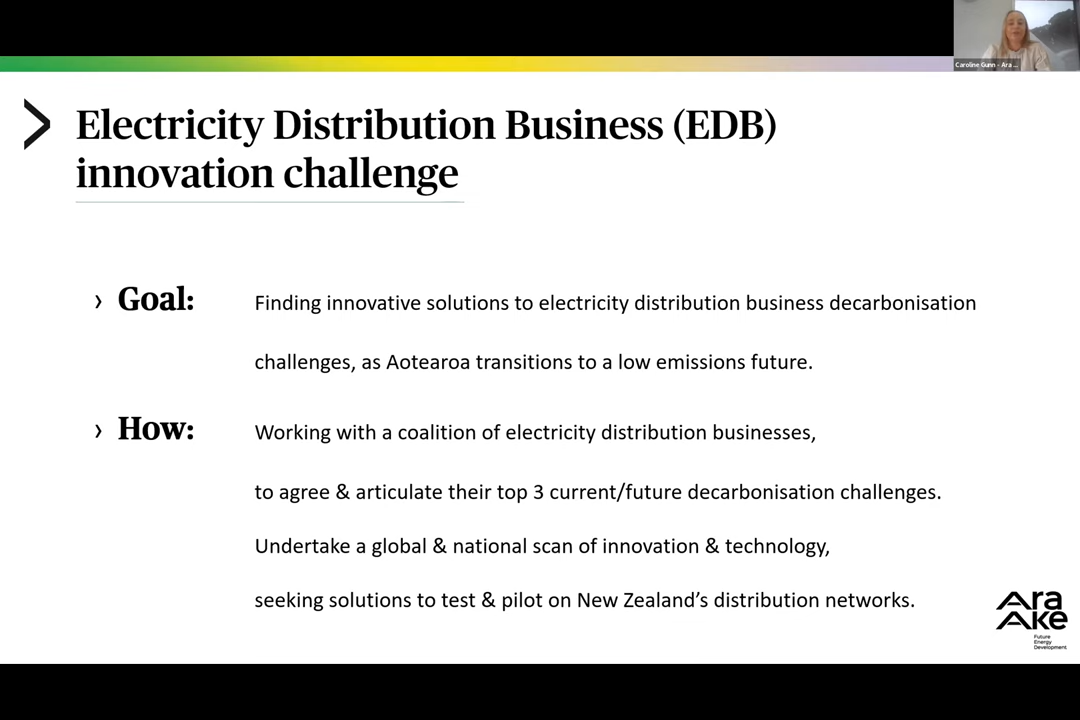 Caroline Gunn - Ara ...
Electricity Distribution Business (EDB)
innovation challenge
› Goal:
Finding innovative solutions to electricity distribution business decarbonisation
challenges, as Aotearoa transitions to a low emissions future.
› How:
Working with a coalition of electricity distribution businesses,
to agree & articulate their top 3 current/future decarbonisation challenges.
Undertake a global & national scan of innovation & technology,
seeking solutions to test & pilot on New Zealand’s distribution networks.
Ara
Ake
Future
Energy
Development